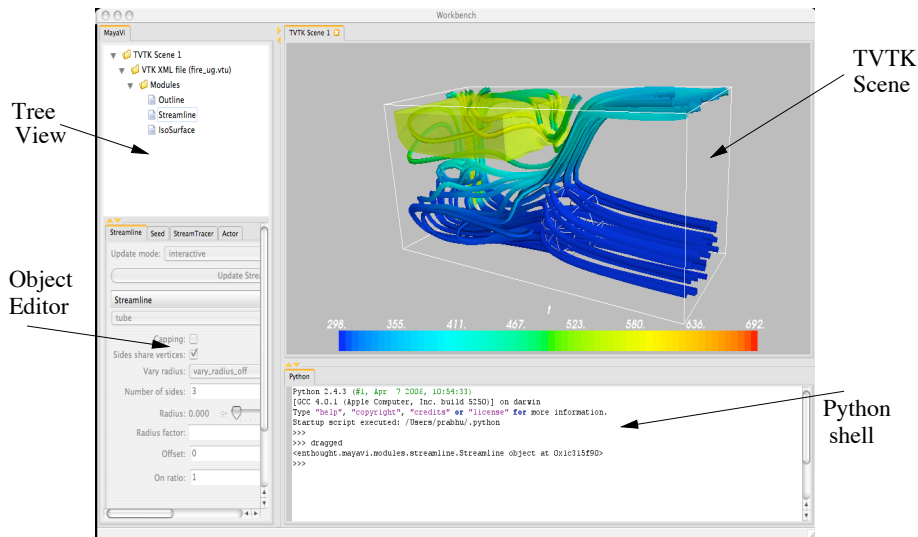 Workbench
MayaVi
TVTK Scene 1
VTK XML file (fire_ug.vtu)
Modules
Outline
Streamline
IsoSurface
Tree
View
TVTK Scene 1
t
298. 355. 411. 467. 523. 580. 636. 692.
TVTK
Scene
Streamline Seed StreamTracer Actor
Update mode: interactive
Update Strea
Streamline
tube
Capping:
Sides share vertices:
Vary radius: vary_radius_off
Number of sides: 3
Radius: 0.000
Radius factor:
Offset: 0
On ratio: 1
Object
Editor
Python
Python 2.4.3 (#1, Apr 7 2006, 10:54:33)
[GCC 4.0.1 (Apple Computer, Inc. build 5250)] on darwin
Type "help", "copyright", "credits" or "license" for more information.
Startup script executed: /Users/prabhu/.python
>>>
>>> dragged
<enthought.mayavi.modules.streamline.Streamline object at 0x1c315f90>
>>>
Python
shell